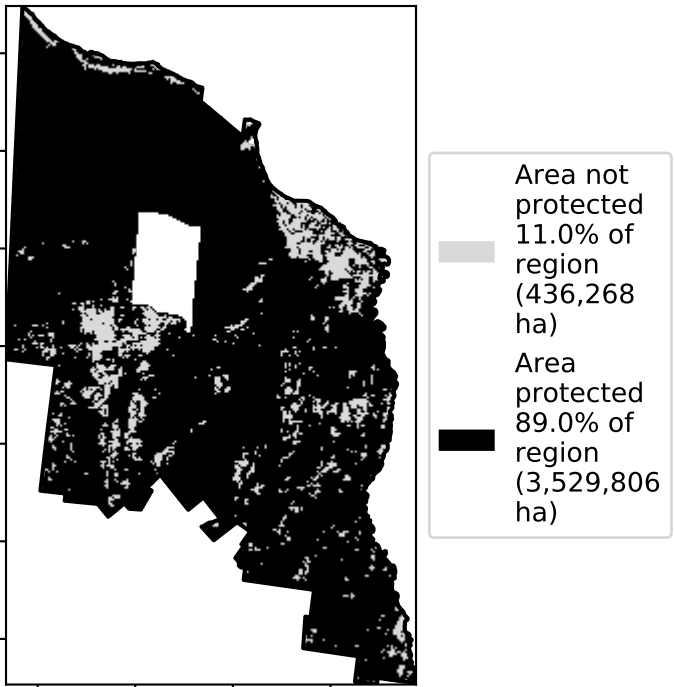 Area not
protected
11.0% of
region
(436,268
ha)
Area
protected
89.0% of
region
(3,529,806
ha)